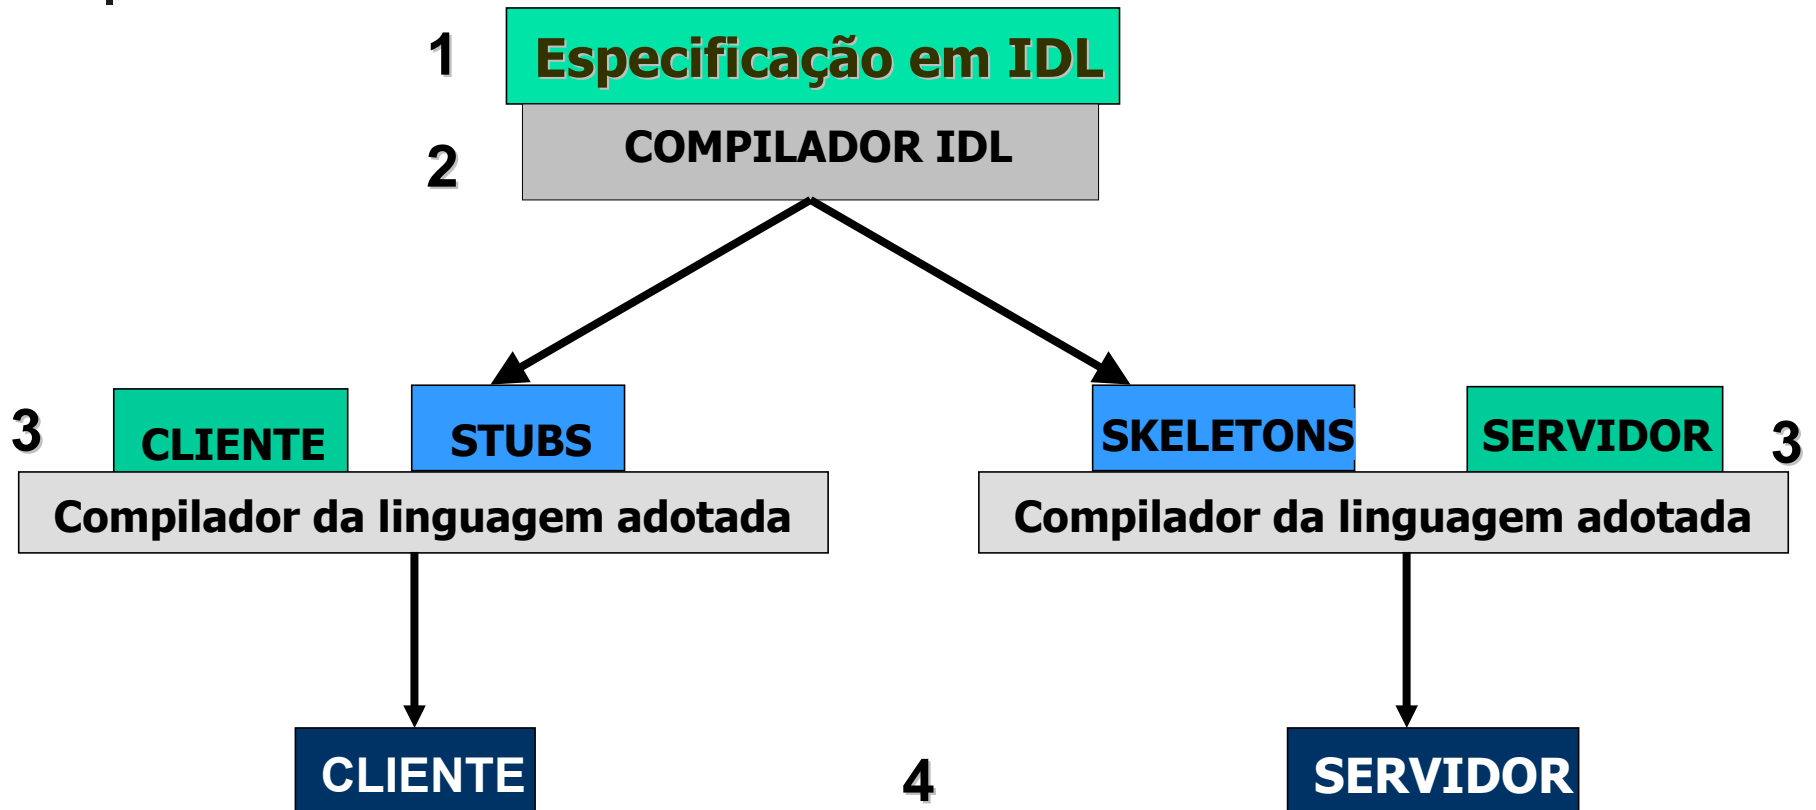 1
Especificação em IDL
2
COMPILADOR IDL
3
CLIENTE
STUBS
SKELETONS
SERVIDOR
3
Compilador da linguagem adotada
Compilador da linguagem adotada
CLIENTE
4
SERVIDOR